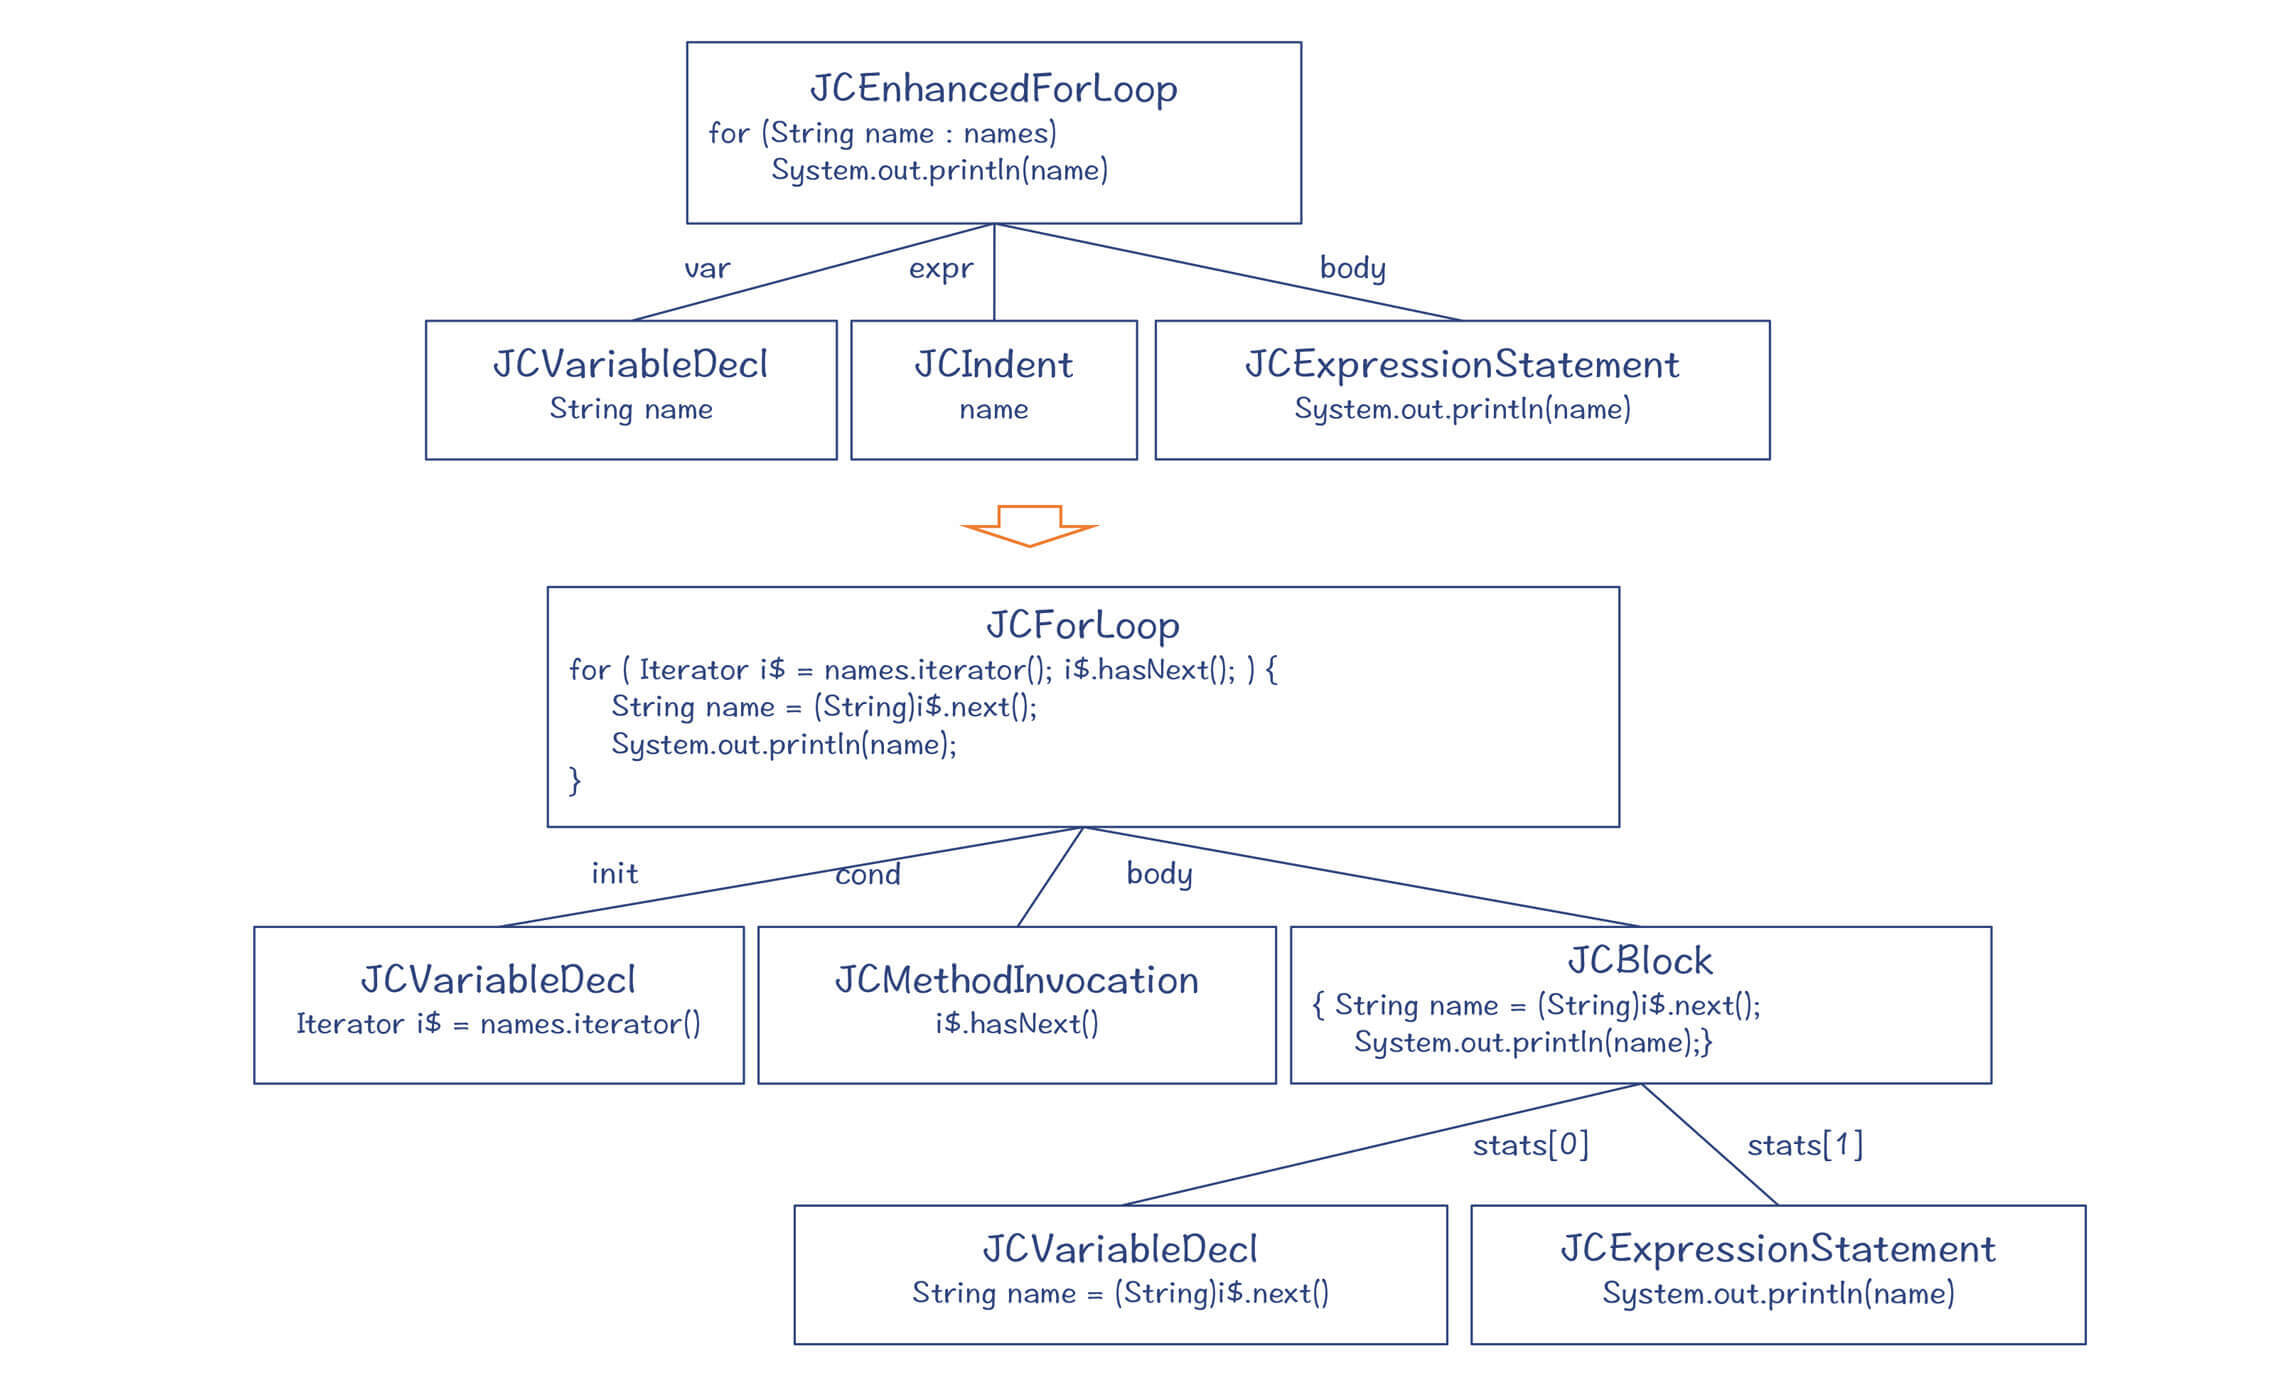 JCEnhancedForLoop
for (String name : names)
System.out.println(name)
var
expr
body
JCVariableDecl
String name
JCIndent
name
JCExpressionStatement
System.out.println(name)
JCForLoop
for ( Iterator i$ = names.iterator(); i$.hasNext(); ) {
String name = (String)i$.next();
System.out.println(name);
}
init
cond
body
JCVariableDecl
Iterator i$ = names.iterator()
JCMethodInvocation
i$.hasNext()
JCBlock
{ String name = (String)i$.next();
System.out.println(name);}
stats[0]
stats[1]
JCVariableDecl
String name = (String)i$.next()
JCExpressionStatement
System.out.println(name)